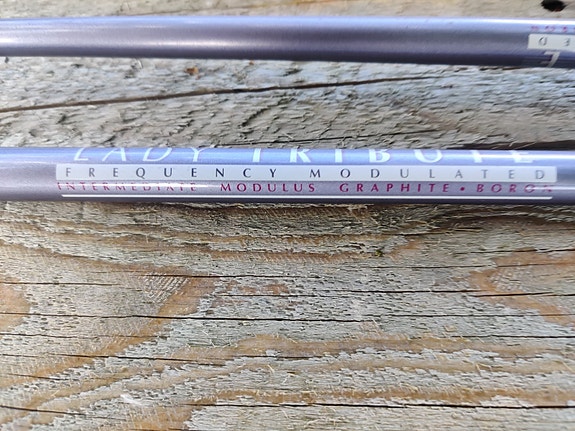 LADY TRIBUTE
FREQUENCY MODULATED
INTERMEDIATE MODULUS GRAPHITE • BORON